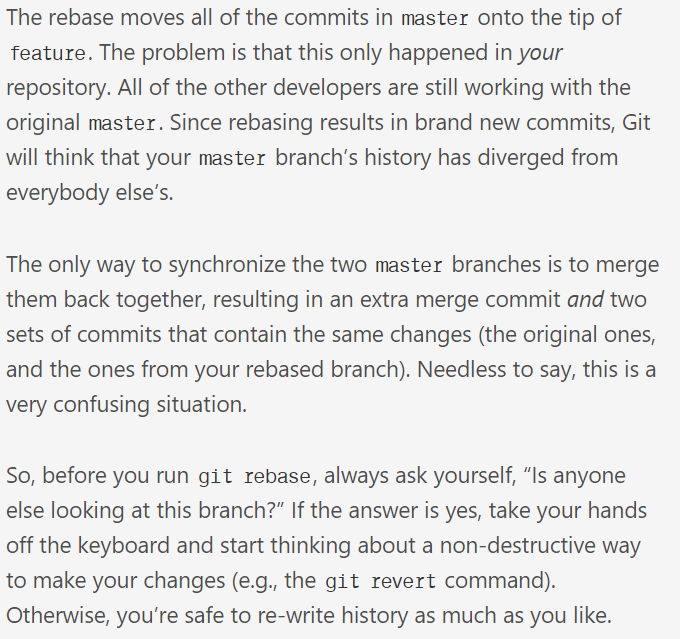 The rebase moves all of the commits in master onto the tip of
feature. The problem is that this only happened in your
repository. All of the other developers are still working with the
original master. Since rebasing results in brand new commits, Git
will think that your master branch’s history has diverged from
everybody else’s.
The only way to synchronize the two master branches is to merge
them back together, resulting in an extra merge commit and two
sets of commits that contain the same changes (the original ones,
and the ones from your rebased branch). Needless to say, this is a
very confusing situation.
So, before you run git rebase, always ask yourself, “Is anyone
else looking at this branch?” If the answer is yes, take your hands
off the keyboard and start thinking about a non-destructive way
to make your changes (e.g., the git revert command).
Otherwise, you’re safe to re-write history as much as you like.